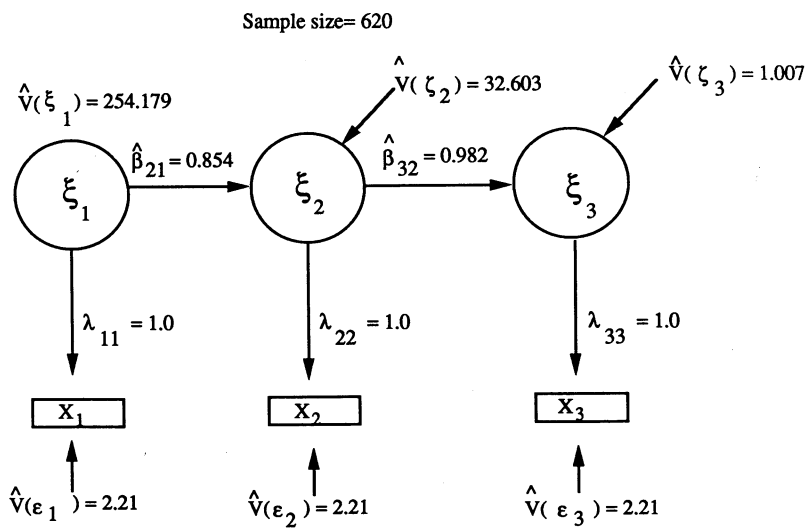 Sample size= 620
V̂(ξ₁) = 254.179
V̂(ζ₂) = 32.603
V̂(ζ₃) = 1.007
β̂₂₁ = 0.854
β̂₃₂ = 0.982
ξ₁
ξ₂
ξ₃
λ₁₁ = 1.0
λ₂₂ = 1.0
λ₃₃ = 1.0
X₁
X₂
X₃
V̂(ε₁) = 2.21
V̂(ε₂) = 2.21
V̂(ε₃) = 2.21